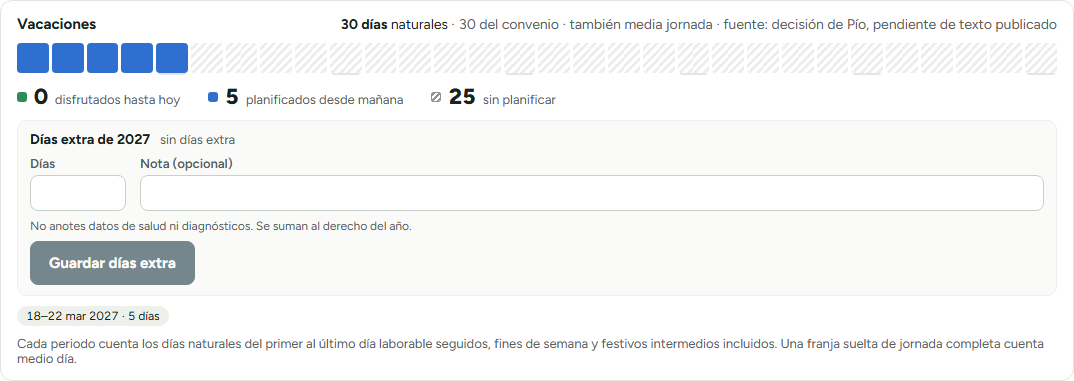 Vacaciones
30 días naturales · 30 del convenio · también media jornada · fuente: decisión de Pío, pendiente de texto publicado
0 disfrutados hasta hoy 5 planificados desde mañana 25 sin planificar
Días extra de 2027 sin días extra
Días Nota (opcional)
No anotes datos de salud ni diagnósticos. Se suman al derecho del año.
Guardar días extra
18–22 mar 2027 · 5 días
Cada periodo cuenta los días naturales del primer al último día laborable seguidos, fines de semana y festivos intermedios incluidos. Una franja suelta de jornada completa cuenta
medio día.